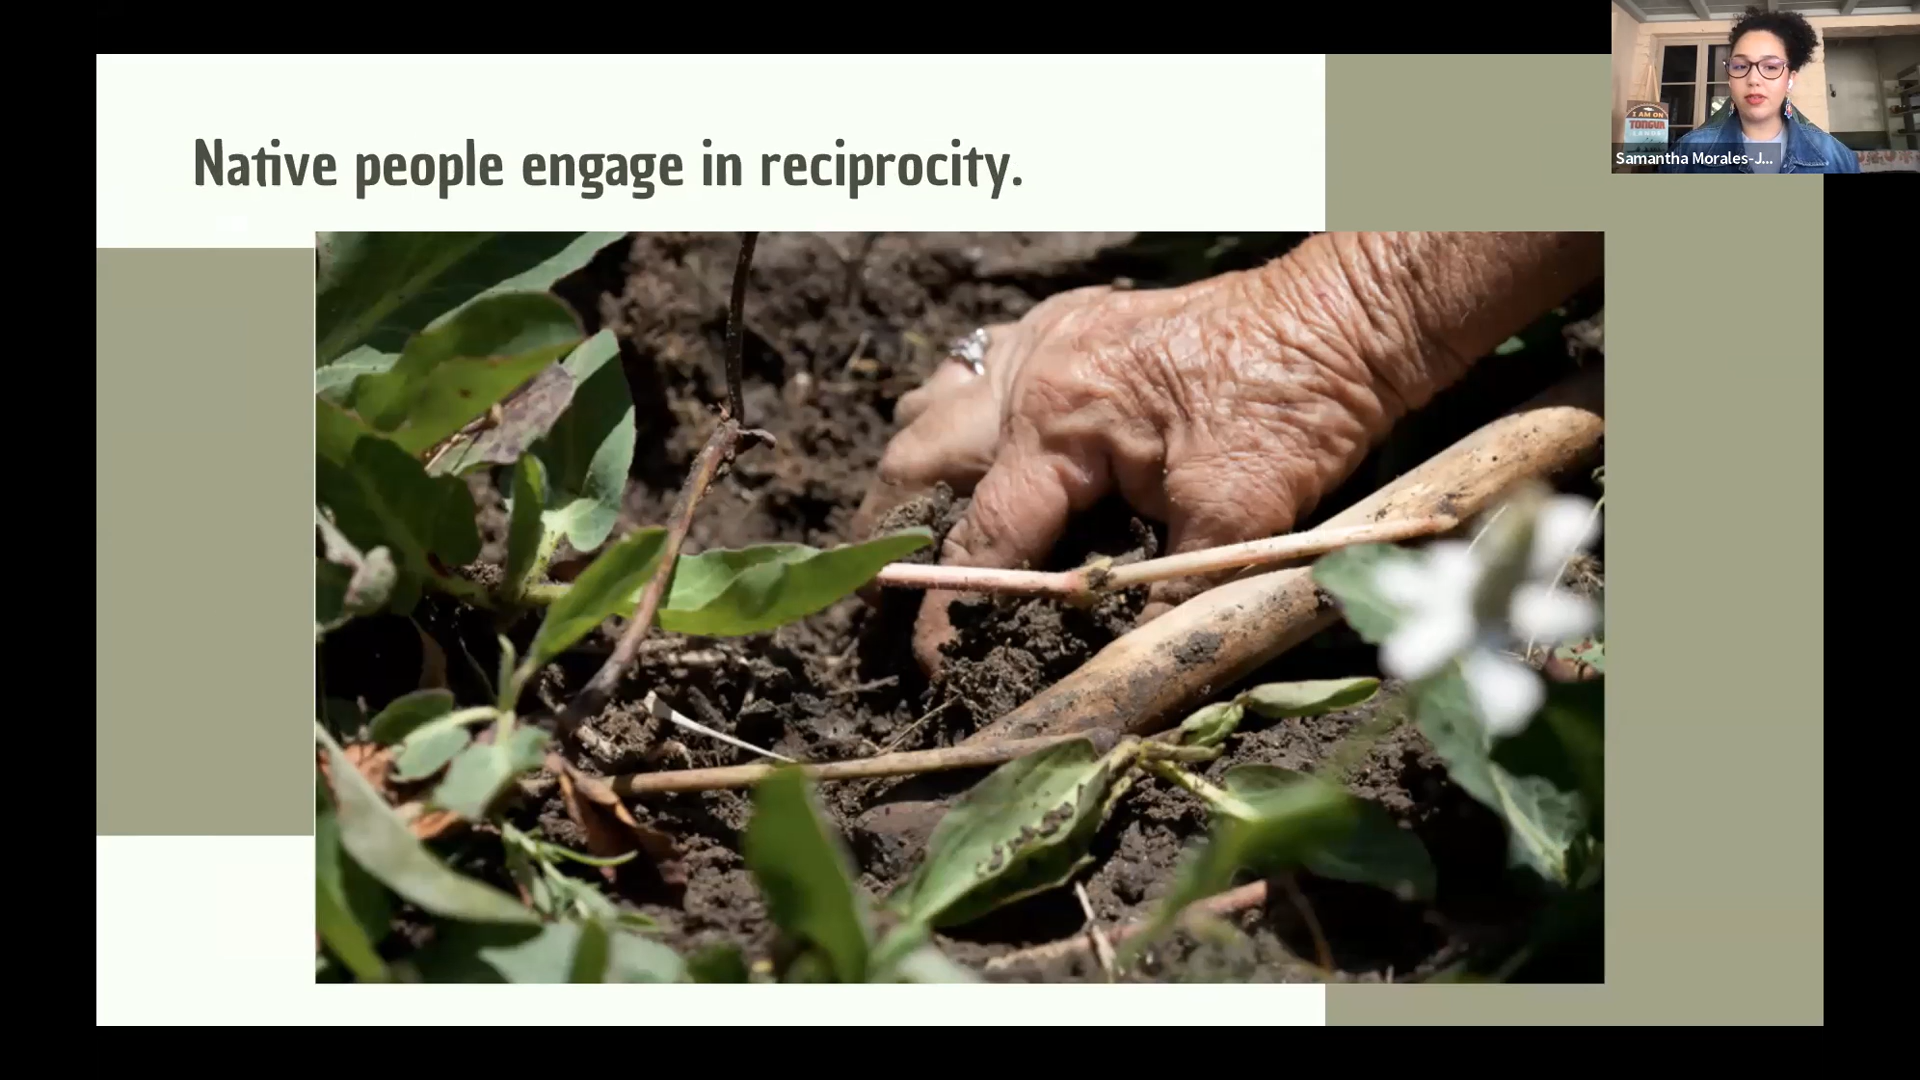 Native people engage in reciprocity.
I AM ON
TONGVA
LAND
Samantha Morales-J...